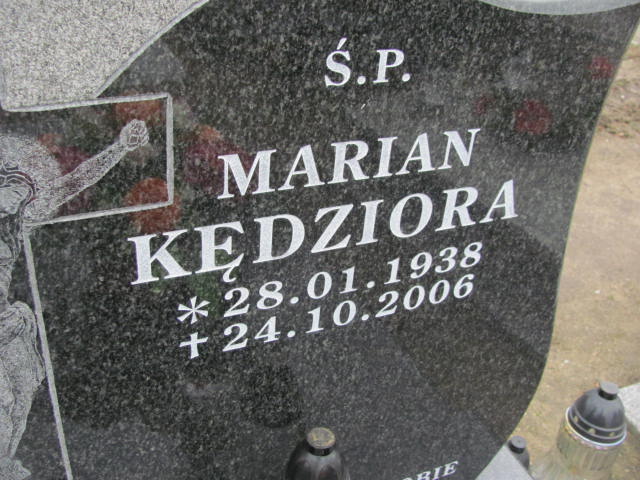 Ś.P.
MARIAN
KĘDZIORA
* 28.01.1938
✝ 24.10.2006